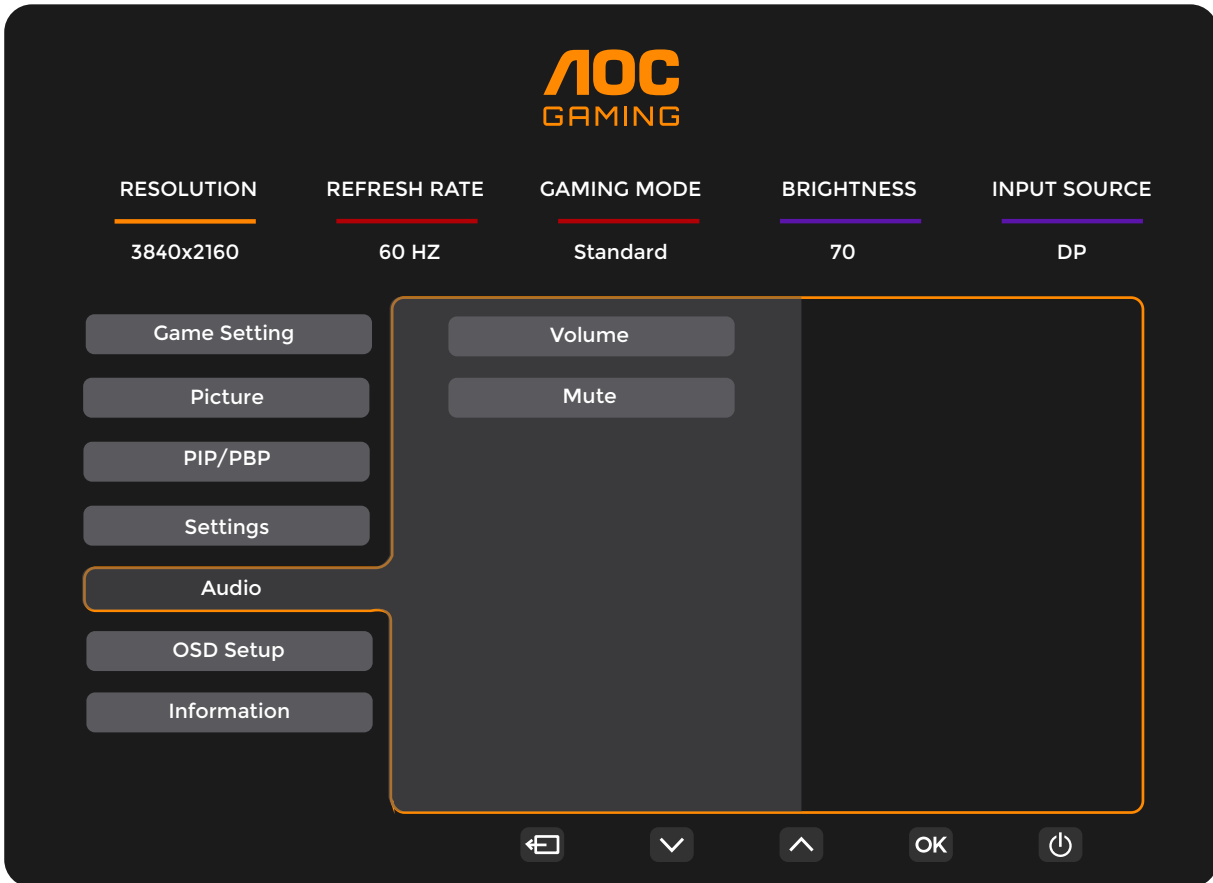 AOC
GAMING
RESOLUTION REFRESH RATE GAMING MODE BRIGHTNESS INPUT SOURCE
3840x2160 60 HZ Standard 70 DP
Game Setting
Volume
Picture
Mute
PIP/PBP
Settings
Audio
OSD Setup
Information
OK